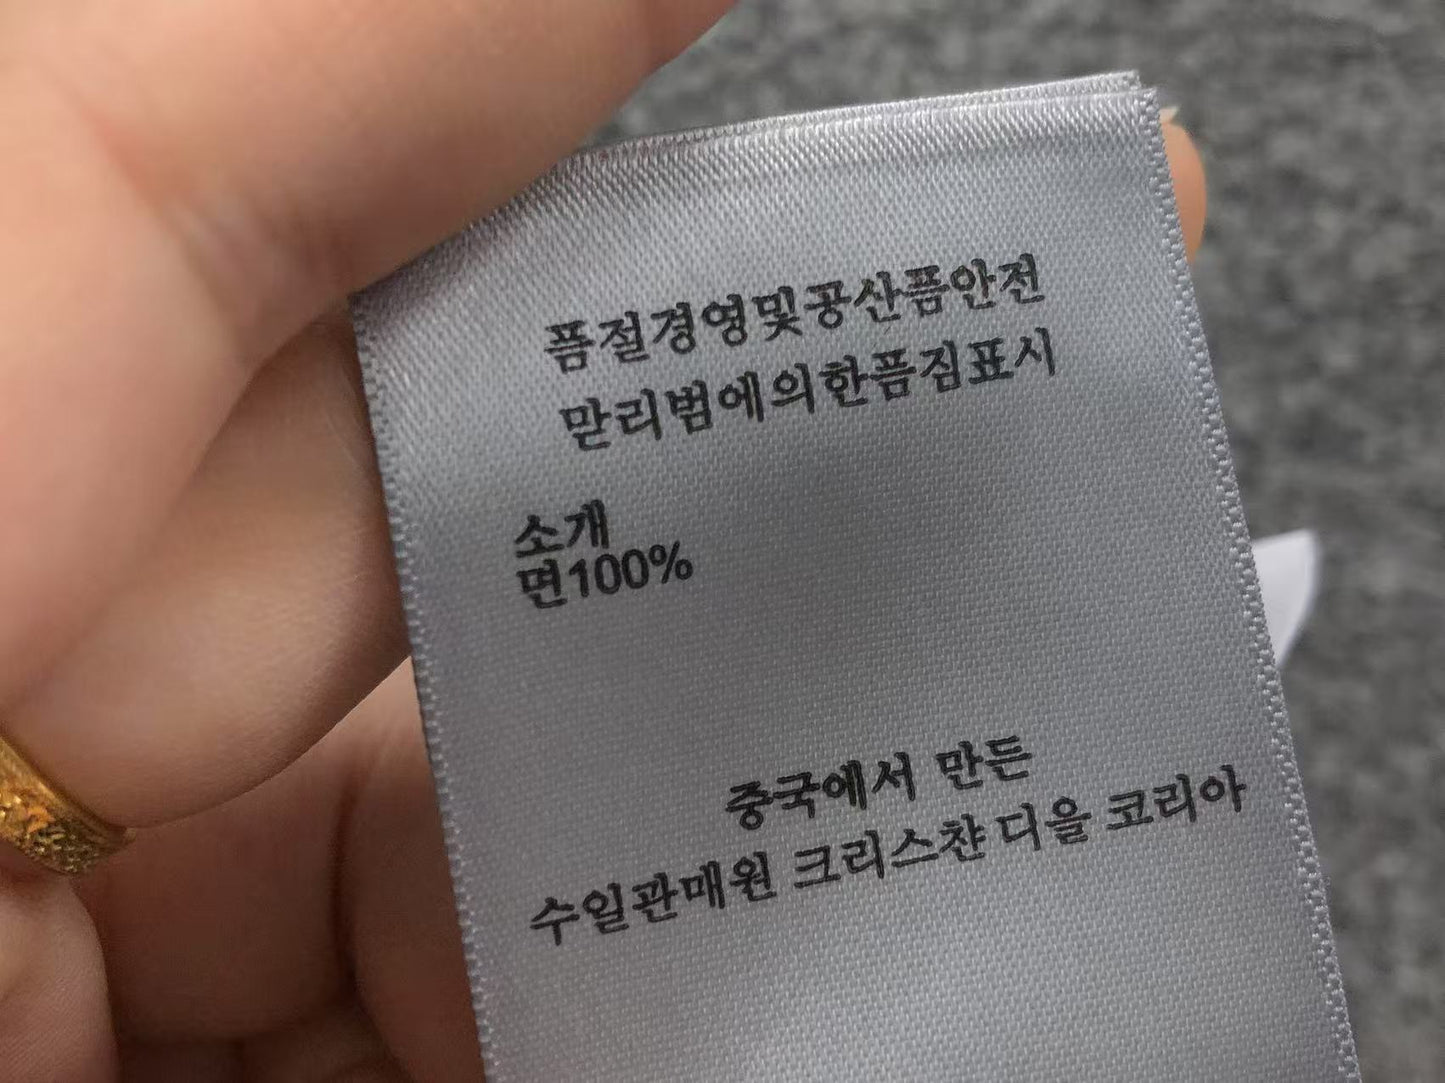 픔절경영및공산픔안전
맏리범에의한픔짐표시
소개
면100%
중국에서 만든
수일관매원 크리스챤 디을 코리아